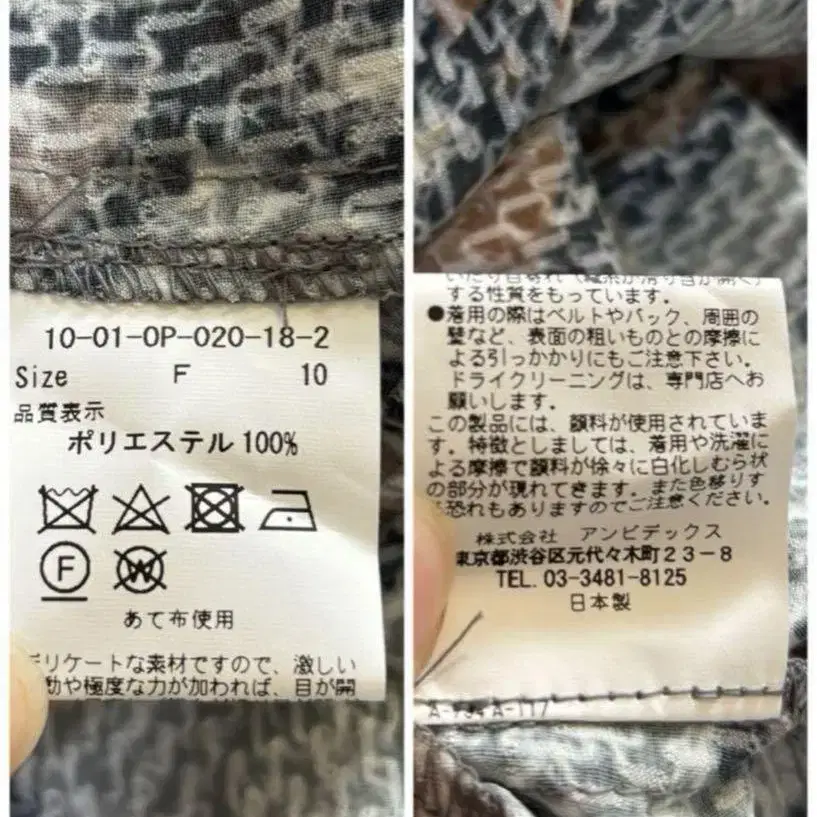 10-01-OP-020-18-2
Size F 10
品質表示
ポリエステル 100%
F
W
あて布使用
デリケートな素材ですので、激しい
動や極度な力が加われば、目が開
する性質をもっています。
●着用の際はベルトやバック、周囲の
壁など、表面の粗いものとの摩擦に
よる引っかかりにもご注意下さい。
ドライクリーニングは、専門店へお
願いします。
この製品には、顔料が使用されていま
す。特徴としましては、着用や洗濯に
よる摩擦で顔料が徐々に白化しむら状
の部分が現れてきます。また色移りす
る恐れもありますのでご注意ください。
株式会社 アンビデックス
東京都渋谷区元代々木町23-8
TEL. 03-3481-8125
日本製